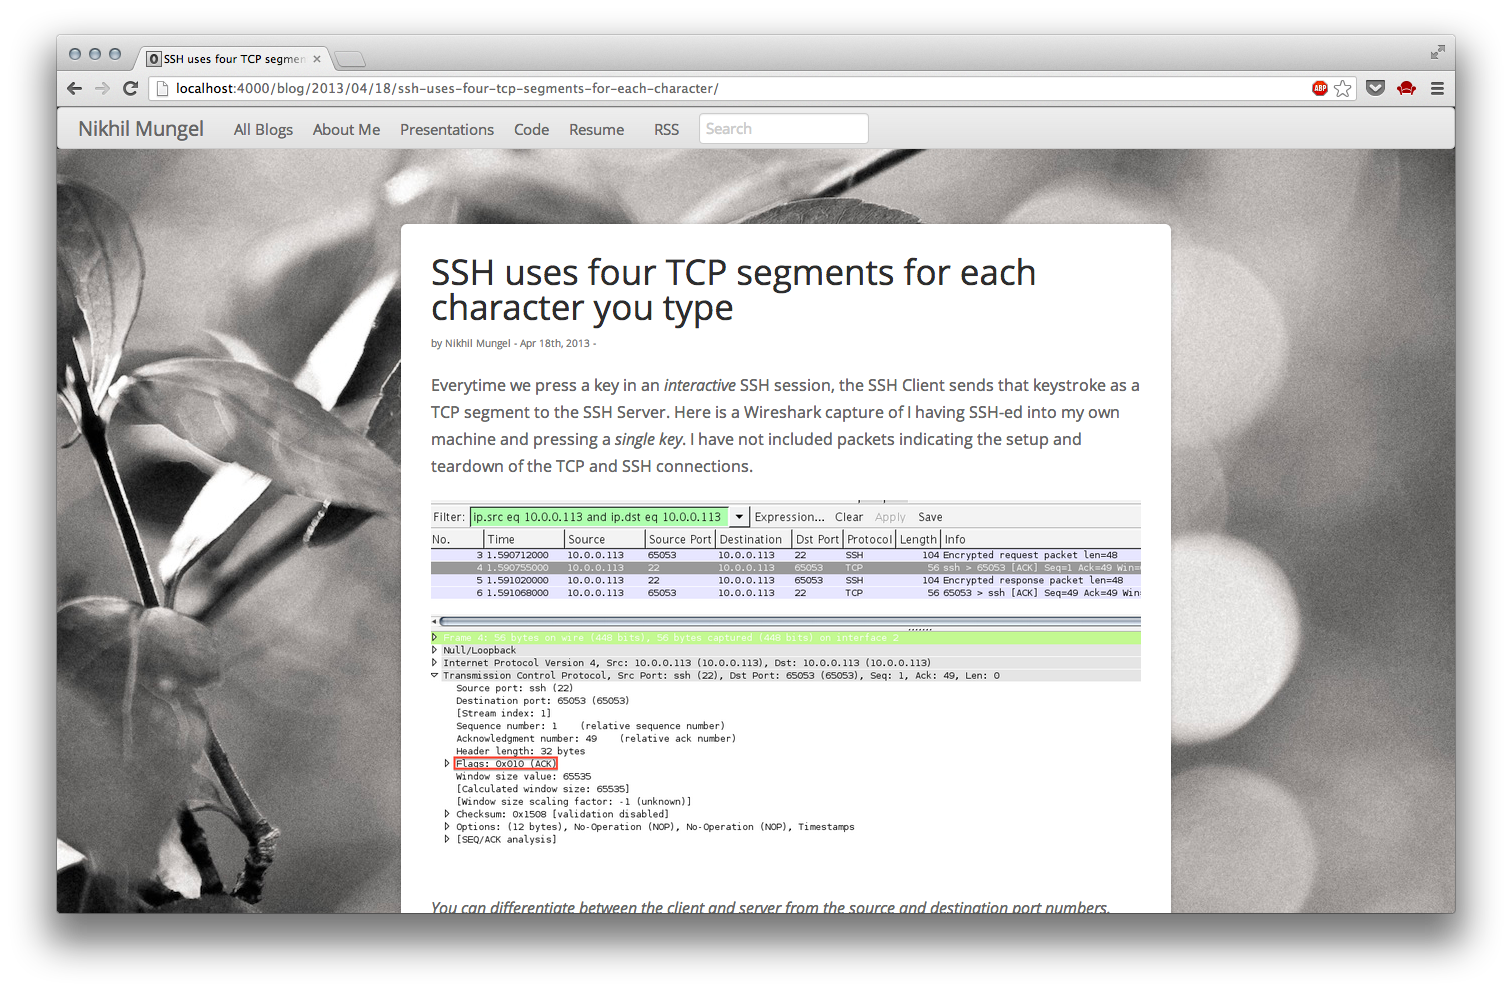 SSH uses four TCP segmen
localhost:4000/blog/2013/04/18/ssh-uses-four-tcp-segments-for-each-character/
ABP
Nikhil Mungel All Blogs About Me Presentations Code Resume RSS Search
SSH uses four TCP segments for each
character you type
by Nikhil Mungel - Apr 18th, 2013 -
Everytime we press a key in an interactive SSH session, the SSH Client sends that keystroke as a
TCP segment to the SSH Server. Here is a Wireshark capture of I having SSH-ed into my own
machine and pressing a single key. I have not included packets indicating the setup and
teardown of the TCP and SSH connections.
Filter: ip.src eq 10.0.0.113 and ip.dst eq 10.0.0.113 Expression... Clear Apply Save
No. Time Source Source Port Destination Dst Port Protocol Length Info
3 1.590712000 10.0.0.113 65053 10.0.0.113 22 SSH 104 Encrypted request packet len=48
4 1.590755000 10.0.0.113 22 10.0.0.113 65053 TCP 56 ssh > 65053 [ACK] Seq=1 Ack=49 Win=
5 1.591020000 10.0.0.113 22 10.0.0.113 65053 SSH 104 Encrypted response packet len=48
6 1.591068000 10.0.0.113 65053 10.0.0.113 22 TCP 56 65053 > ssh [ACK] Seq=49 Ack=49 Win=
Frame 4: 56 bytes on wire (448 bits), 56 bytes captured (448 bits) on interface 2
Null/Loopback
Internet Protocol Version 4, Src: 10.0.0.113 (10.0.0.113), Dst: 10.0.0.113 (10.0.0.113)
Transmission Control Protocol, Src Port: ssh (22), Dst Port: 65053 (65053), Seq: 1, Ack: 49, Len: 0
Source port: ssh (22)
Destination port: 65053 (65053)
[Stream index: 1]
Sequence number: 1 (relative sequence number)
Acknowledgment number: 49 (relative ack number)
Header length: 32 bytes
Flags: 0x010 (ACK)
Window size value: 65535
[Calculated window size: 65535]
[Window size scaling factor: -1 (unknown)]
Checksum: 0x1508 [validation disabled]
Options: (12 bytes), No-Operation (NOP), No-Operation (NOP), Timestamps
[SEQ/ACK analysis]
You can differentiate between the client and server from the source and destination port numbers.